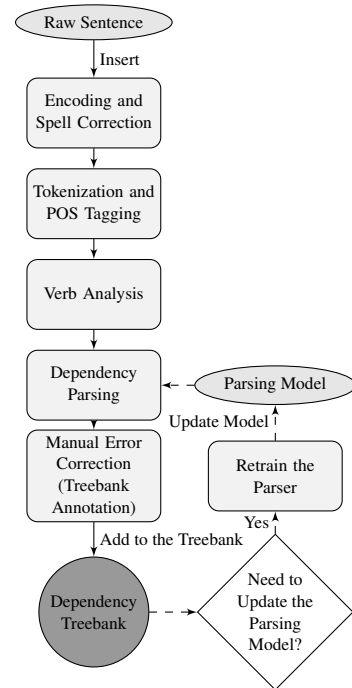 Raw Sentence
Insert
Encoding and
Spell Correction
Tokenization and
POS Tagging
Verb Analysis
Dependency
Parsing
Parsing Model
Update Model
Manual Error
Correction
(Treebank
Annotation)
Retrain the
Parser
Yes
Add to the Treebank
Dependency
Treebank
Need to
Update the
Parsing
Model?